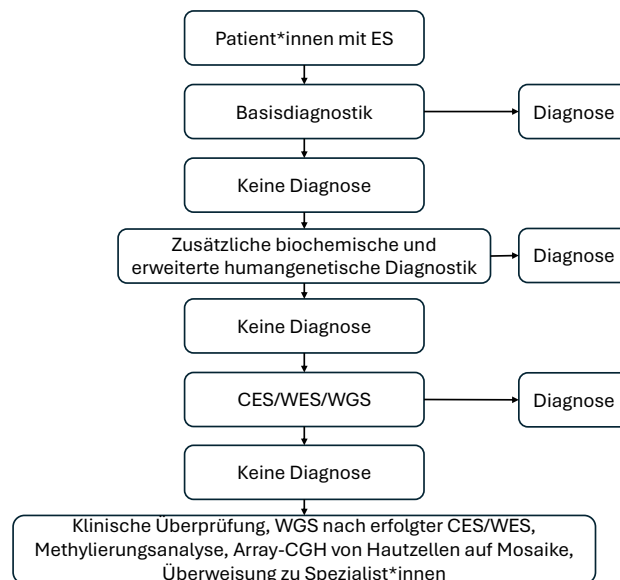 Patient*innen mit ES
Basisdiagnostik
Diagnose
Keine Diagnose
Zusätzliche biochemische und
erweiterte humangenetische Diagnostik
Diagnose
Keine Diagnose
CES/WES/WGS
Diagnose
Keine Diagnose
Klinische Überprüfung, WGS nach erfolgter CES/WES,
Methylierungsanalyse, Array-CGH von Hautzellen auf Mosaike,
Überweisung zu Spezialist*innen